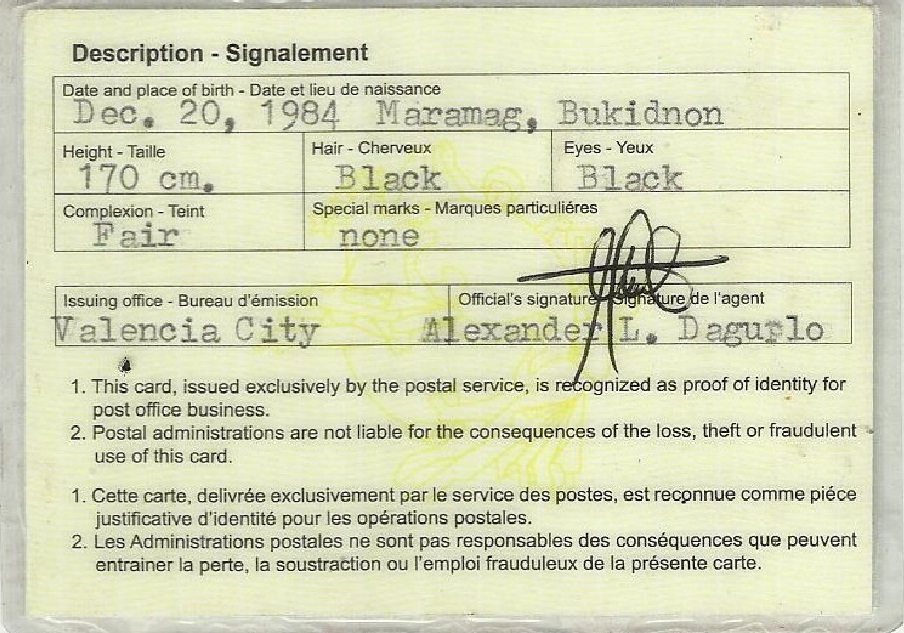 Description - Signalement
Date and place of birth - Date et lieu de naissance
Dec. 20, 1984 Maramag, Bukidnon
Height - Taille
170 cm.
Hair - Cherveux
Black
Eyes - Yeux
Black
Complexion - Teint
Fair
Special marks - Marques particuliéres
none
Issuing office - Bureau d'émission
Valencia City
Official's signature - Signature de l'agent
Alexander L. Daguplo
1. This card, issued exclusively by the postal service, is recognized as proof of identity for
post office business.
2. Postal administrations are not liable for the consequences of the loss, theft or fraudulent
use of this card.
1. Cette carte, delivrée exclusivement par le service des postes, est reconnue comme piéce
justificative d'identité pour les opérations postales.
2. Les Administrations postales ne sont pas responsables des conséquences que peuvent
entrainer la perte, la soustraction ou l'emploi frauduleux de la présente carte.